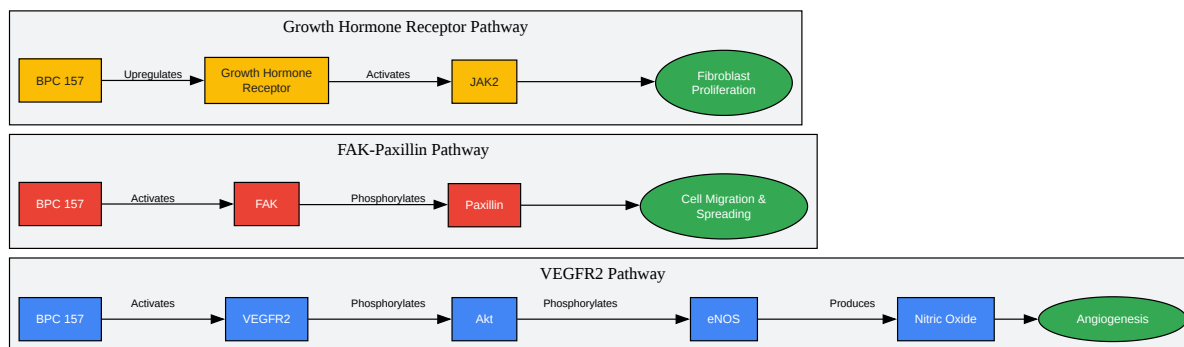 Growth Hormone Receptor Pathway
BPC 157
Upregulates
Growth Hormone
Receptor
Activates
JAK2
Fibroblast
Proliferation
FAK-Paxillin Pathway
BPC 157
Activates
FAK
Phosphorylates
Paxillin
Cell Migration &
Spreading
VEGFR2 Pathway
BPC 157
Activates
VEGFR2
Phosphorylates
Akt
Phosphorylates
eNOS
Produces
Nitric Oxide
Angiogenesis